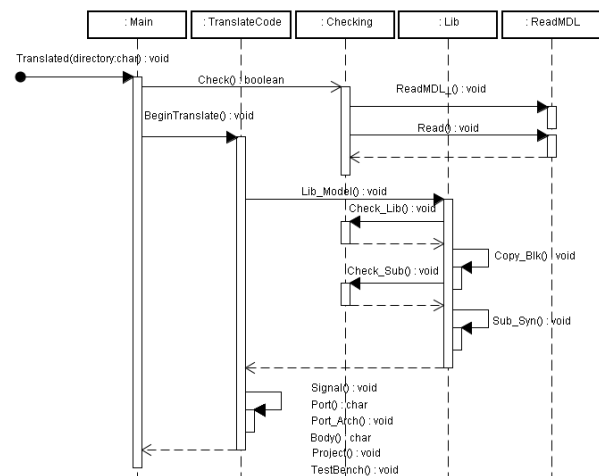 : Main
: TranslateCode
: Checking
: Lib
: ReadMDL
Translated(directory:char) : void
Check() : boolean
ReadMDL_() : void
BeginTranslate() : void
Read() : void
Lib_Model() : void
Check_Lib() : void
Copy_Blk() : void
Check_Sub() : void
Sub_Syn() : void
Signal() : void
Port() : char
Port_Arch() : void
Body() : char
Project() : void
TestBench() : void